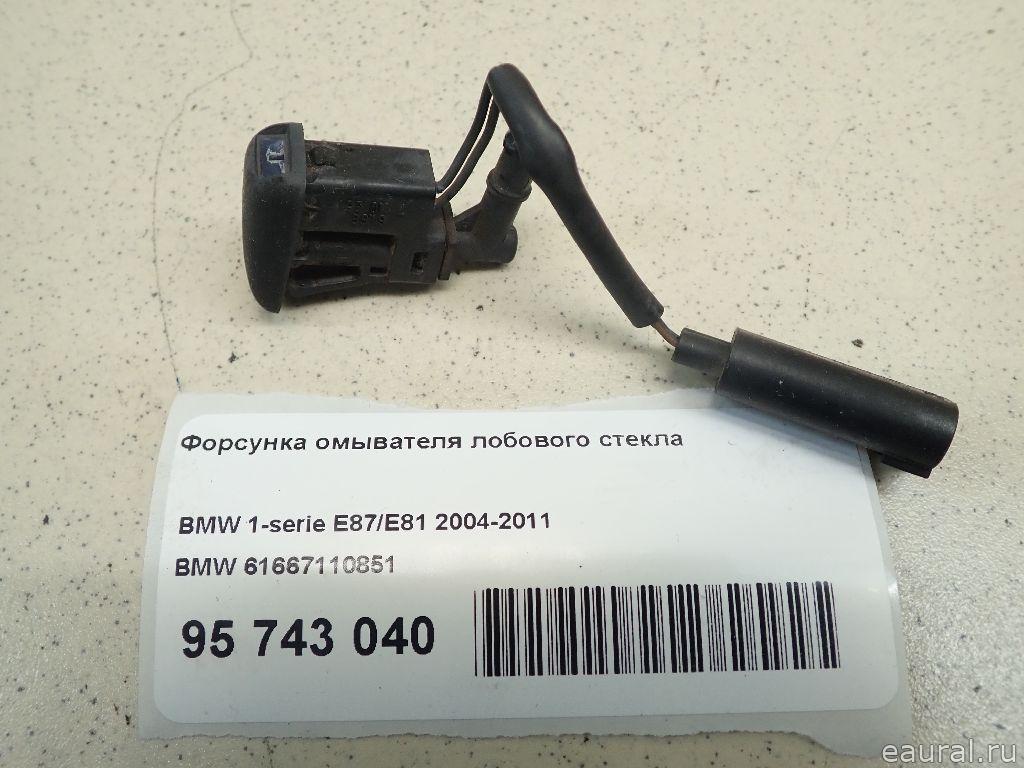 Форсунка омывателя лобового стекла
BMW 1-serie E87/E81 2004-2011
BMW 61667110851
95 743 040
eaural.ru